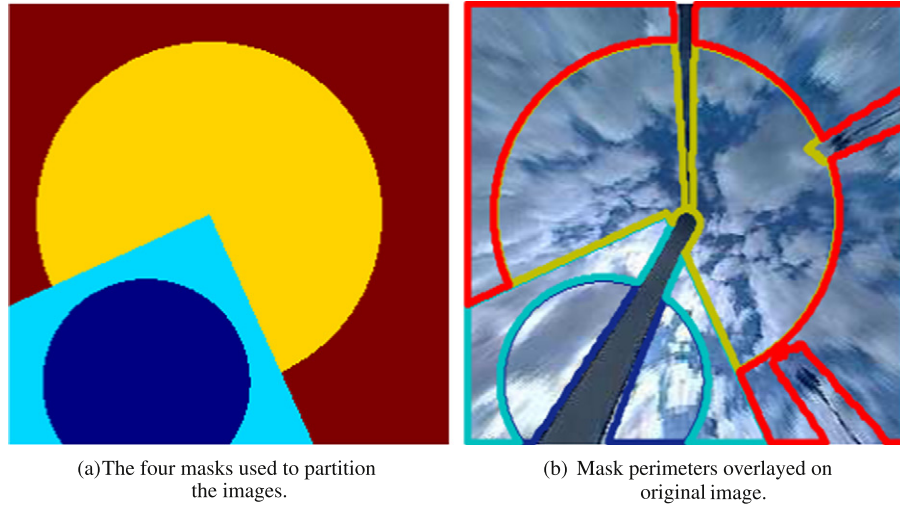 (a) The four masks used to partition
the images.
(b) Mask perimeters overlayed on
original image.